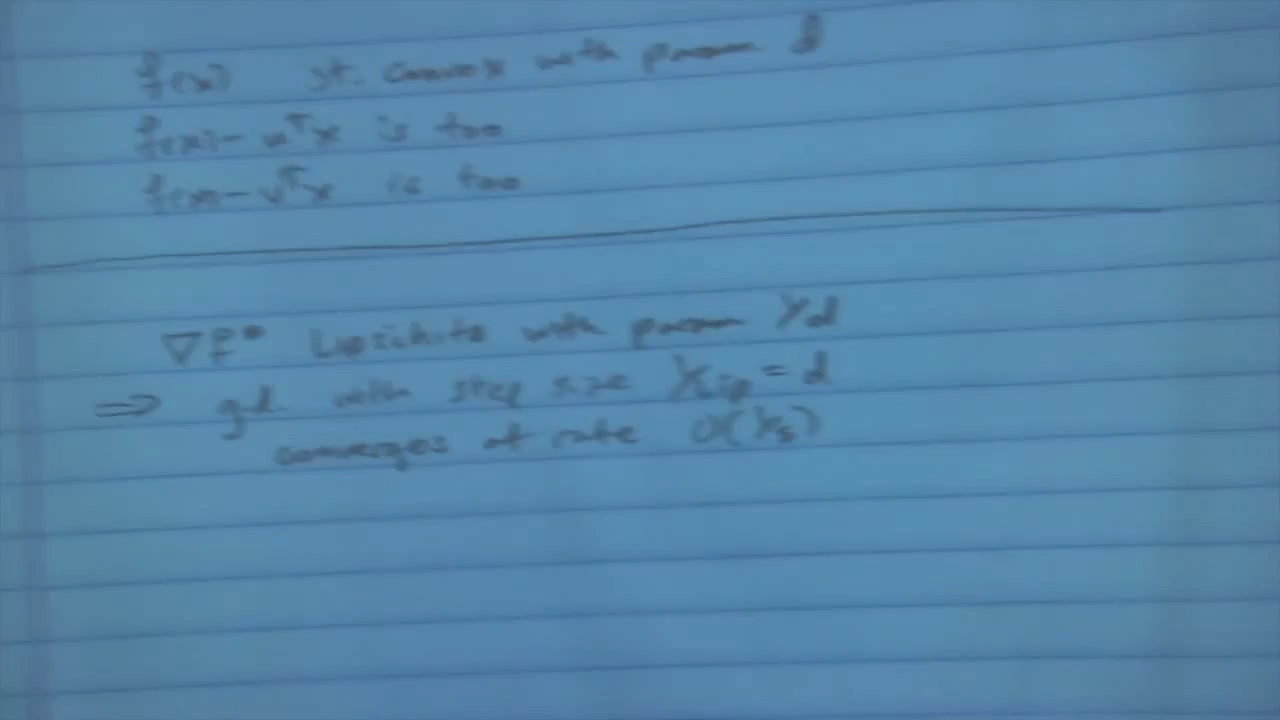 f(x) st. convex with param d
f(x) - u^T x is too
f(x) - v^T x is too
∇f* Lipschitz with param 1/d
⇒ g.d. with step size 1/Lip = d
converges at rate O(1/ε)